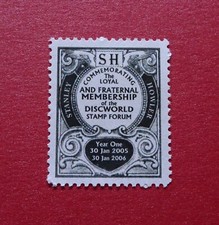 SH
COMMEMORATING
THE
LOYAL
AND FRATERNAL
MEMBERSHIP
of the
DISCWORLD
STAMP FORUM
STANLEY
HOWLER
Year One
30 Jan 2005
30 Jan 2006